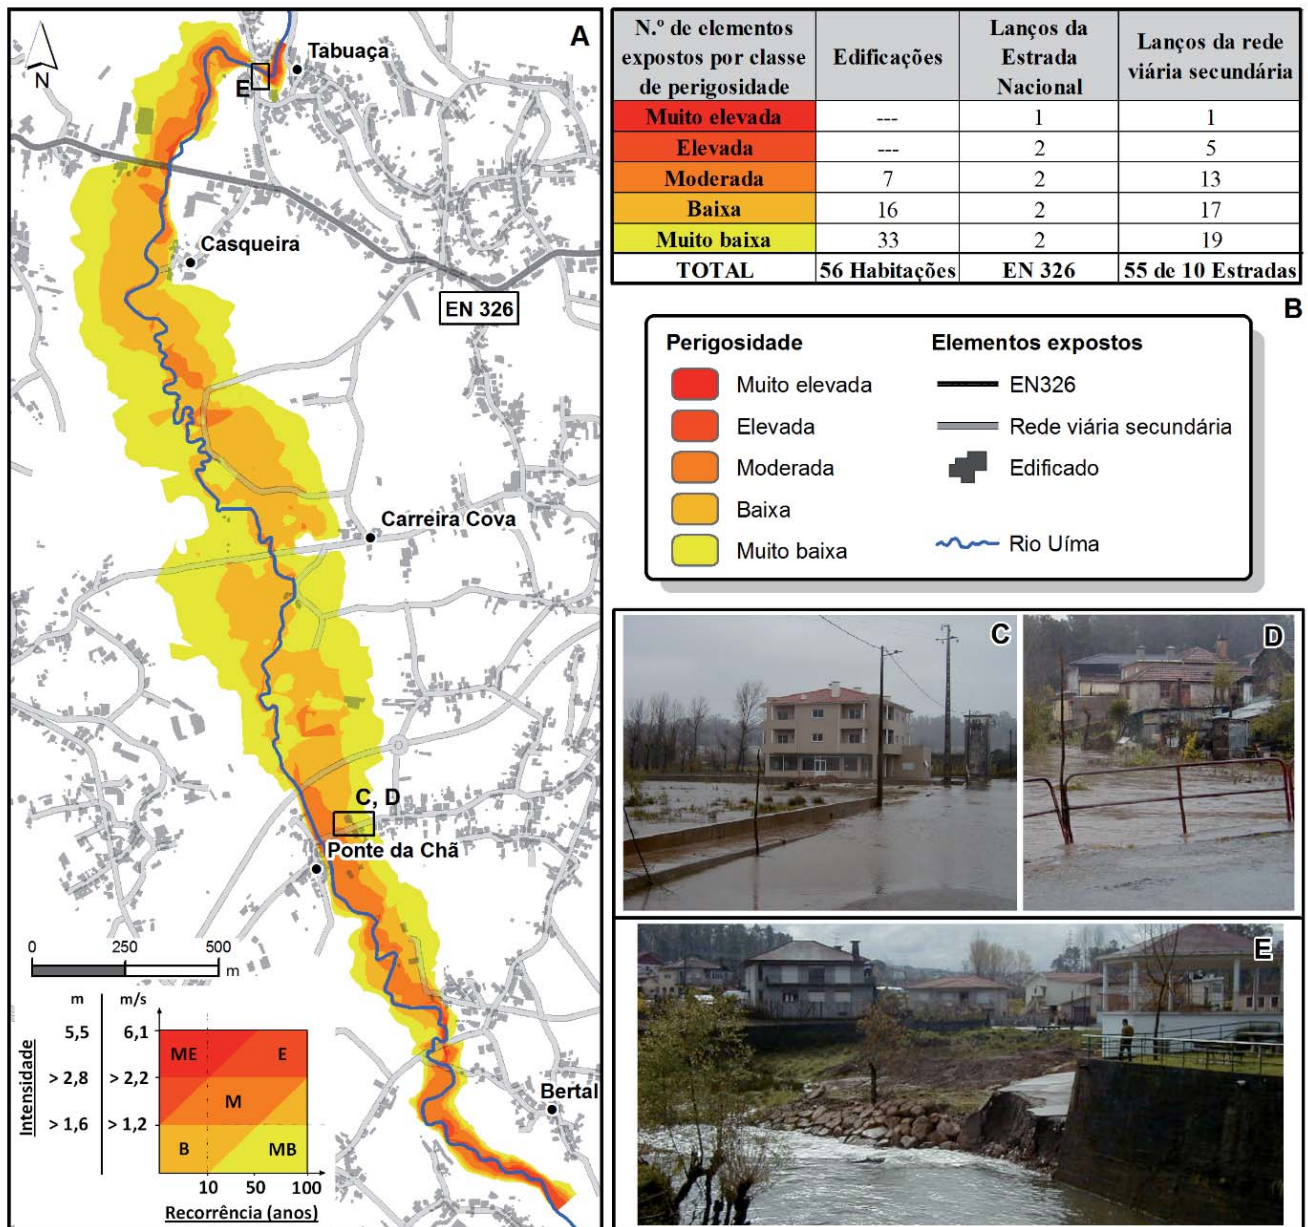 A
N
Tabuaça
E
Casqueira
EN 326
Carreira Cova
C, D
Ponte da Chã
Bertal
0 250 500
m
m m/s
5,5 6,1
> 2,8 > 2,2
> 1,6 > 1,2
Intensidade
ME E
M
B MB
10 50 100
Recorrência (anos)
N.º de elementos expostos por classe de perigosidade
Edificações
Lanços da Estrada Nacional
Lanços da rede viária secundária
Muito elevada --- 1 1
Elevada --- 2 5
Moderada 7 2 13
Baixa 16 2 17
Muito baixa 33 2 19
TOTAL 56 Habitações EN 326 55 de 10 Estradas
B
Perigosidade
Muito elevada
Elevada
Moderada
Baixa
Muito baixa
Elementos expostos
EN326
Rede viária secundária
Edificado
Rio Uíma
C
D
E